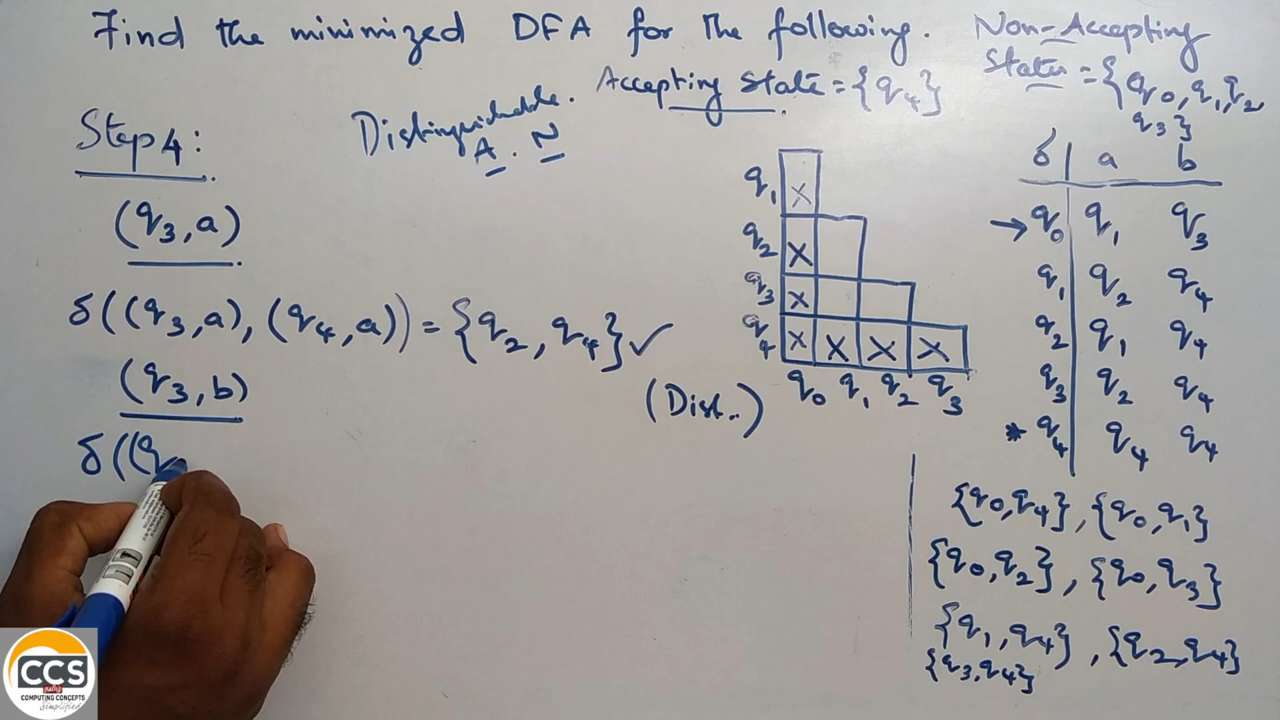 Find the minimized DFA for the following. Non-Accepting
States = {q0, q1, q2
q3}
Accepting State = {q4}
Distinguishable.
A. N
Step 4:
(q3, a)
δ((q3, a), (q4, a)) = {q2, q4} ✓
(Dist..)
(q3, b)
δ((q
q1 X
q2 X
q3 X
q4 X X X X
q0 q1 q2 q3
δ a b
→ q0 q1 q3
q1 q2 q4
q2 q1 q4
q3 q2 q4
* q4 q4 q4
{q0, q4}, {q0, q1}
{q0, q2}, {q0, q3}
{q1, q4}, {q2, q4}
{q3, q4}
CCS
COMPUTING CONCEPTS
Simplified